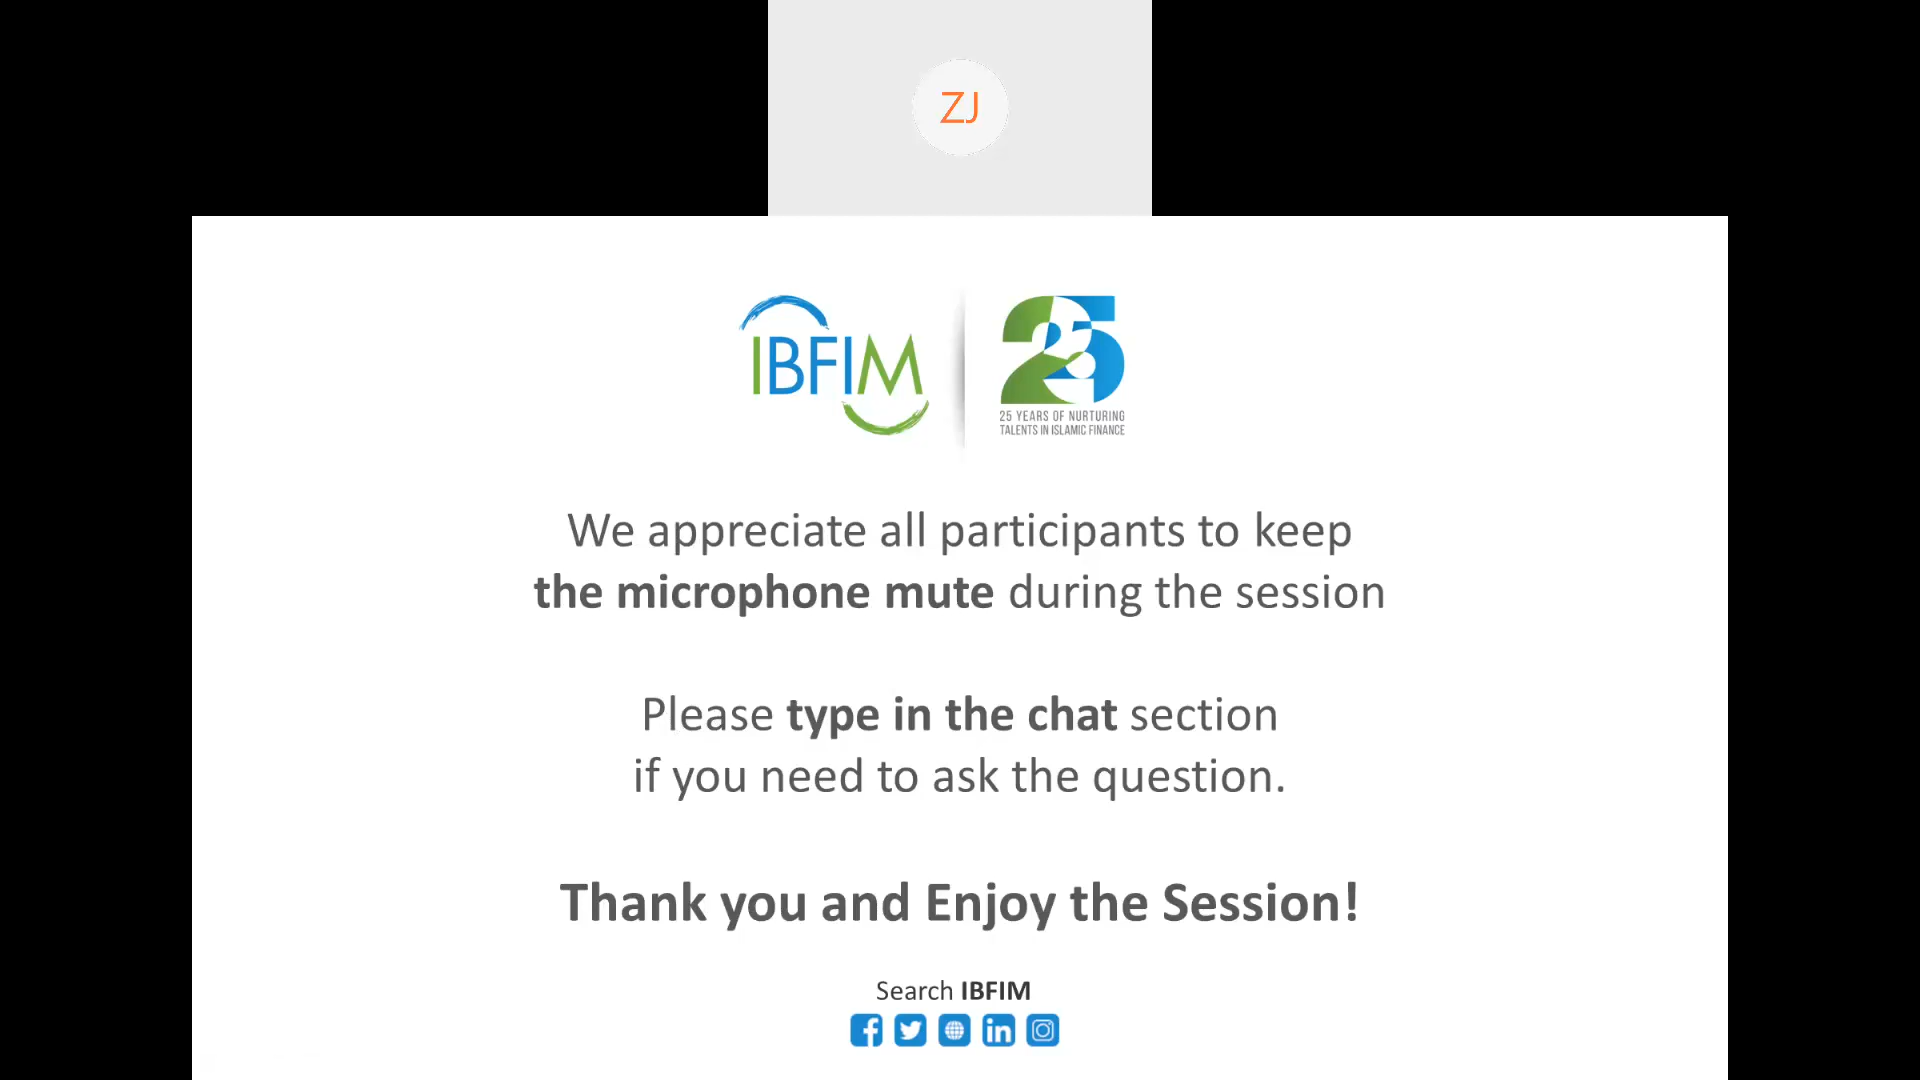 ZJ
IBFIM
25
25 YEARS OF NURTURING
TALENTS IN ISLAMIC FINANCE
We appreciate all participants to keep
the microphone mute during the session
Please type in the chat section
if you need to ask the question.
Thank you and Enjoy the Session!
Search IBFIM